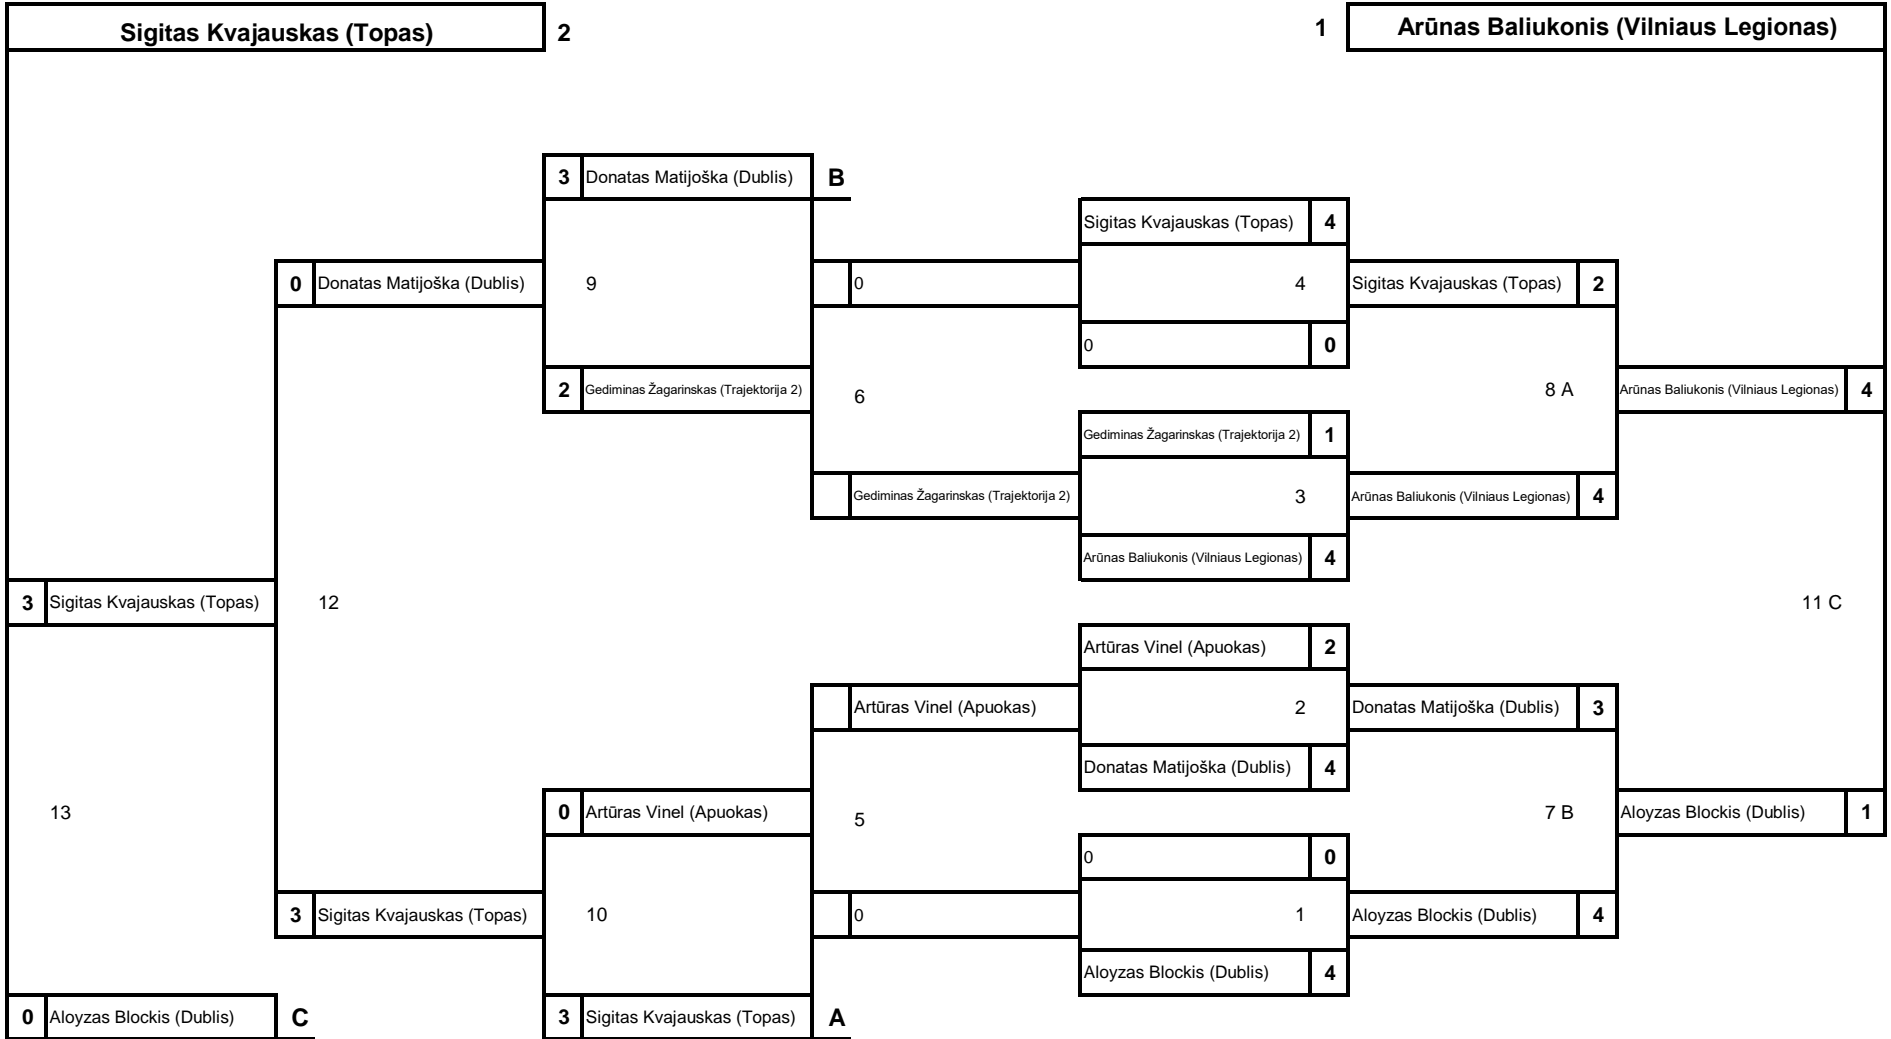 Sigitas Kvajauskas (Topas) 2 1 Arūnas Baliukonis (Vilniaus Legionas)
3 Donatas Matijoška (Dublis) B
Sigitas Kvajauskas (Topas) 4
0 Donatas Matijoška (Dublis) 9 0 4 Sigitas Kvajauskas (Topas) 2
0 0
2 Gediminas Žagarinskas (Trajektorija 2) 6 8 A Arūnas Baliukonis (Vilniaus Legionas) 4
Gediminas Žagarinskas (Trajektorija 2) 1
Gediminas Žagarinskas (Trajektorija 2) 3 Arūnas Baliukonis (Vilniaus Legionas) 4
Arūnas Baliukonis (Vilniaus Legionas) 4
3 Sigitas Kvajauskas (Topas) 12 11 C
Artūras Vinel (Apuokas) 2
Artūras Vinel (Apuokas) 2 Donatas Matijoška (Dublis) 3
Donatas Matijoška (Dublis) 4
13 0 Artūras Vinel (Apuokas) 5 7 B Aloyzas Blockis (Dublis) 1
0 0
3 Sigitas Kvajauskas (Topas) 10 0 1 Aloyzas Blockis (Dublis) 4
Aloyzas Blockis (Dublis) 4
0 Aloyzas Blockis (Dublis) C 3 Sigitas Kvajauskas (Topas) A